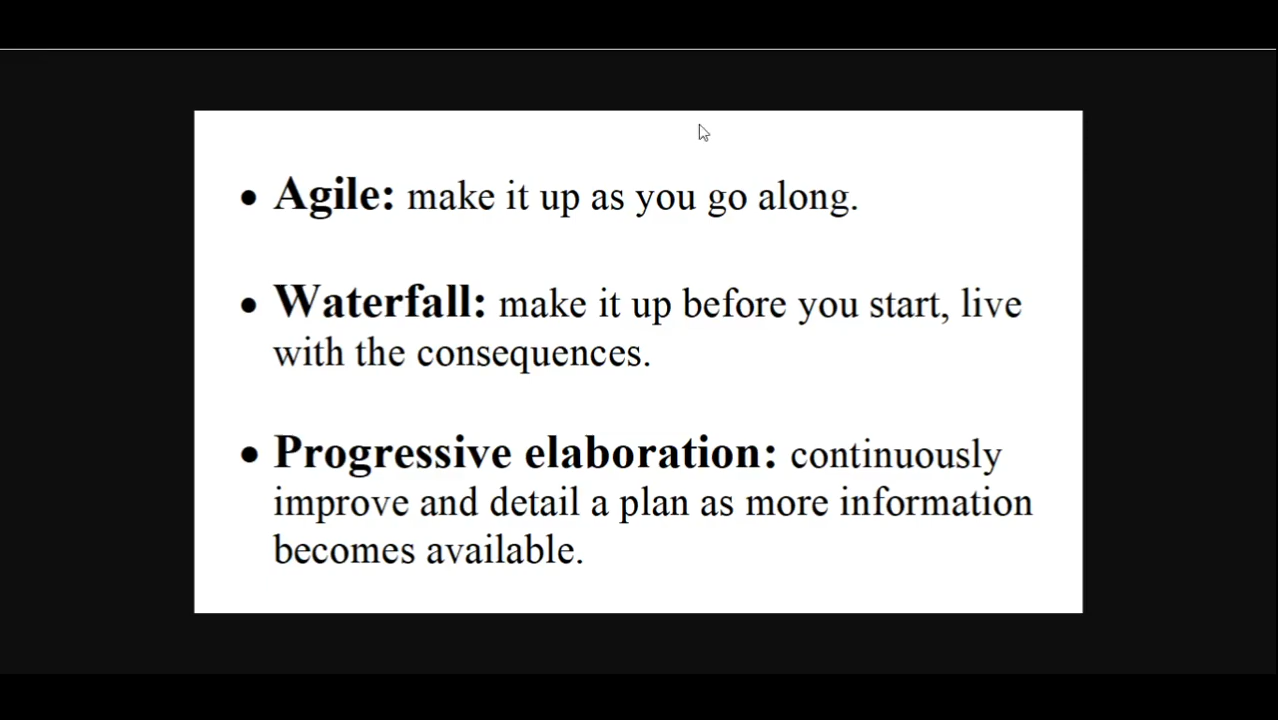 • Agile: make it up as you go along.
• Waterfall: make it up before you start, live
with the consequences.
• Progressive elaboration: continuously
improve and detail a plan as more information
becomes available.